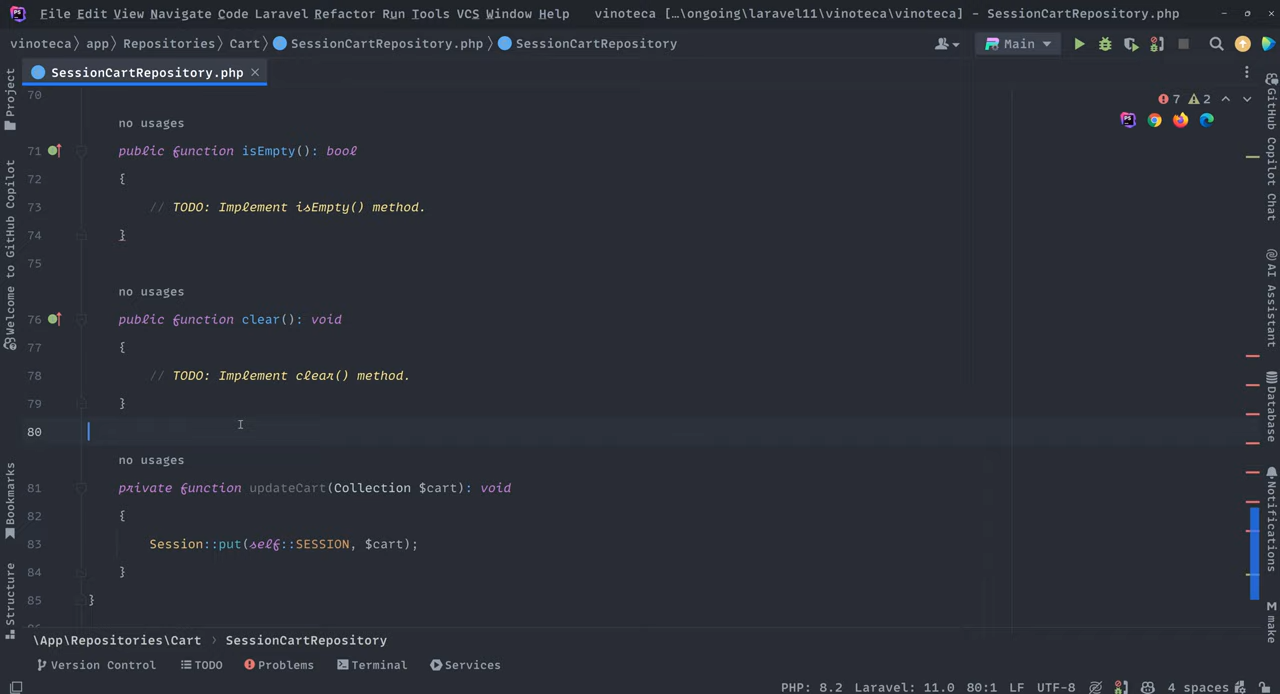 File Edit View Navigate Code Laravel Refactor Run Tools VCS Window Help vinoteca […\ongoing\laravel11\vinoteca\vinoteca] – SessionCartRepository.php
vinoteca app Repositories Cart SessionCartRepository.php SessionCartRepository Main
SessionCartRepository.php
Project
Welcome to GitHub Copilot
Bookmarks
Structure
7 2
70
no usages
71 public function isEmpty(): bool
72 {
73 // TODO: Implement isEmpty() method.
74 }
75
no usages
76 public function clear(): void
77 {
78 // TODO: Implement clear() method.
79 }
80
no usages
81 private function updateCart(Collection $cart): void
82 {
83 Session::put(self::SESSION, $cart);
84 }
85 }
GitHub Copilot Chat
AI Assistant
Database
Notifications
make
\App\Repositories\Cart › SessionCartRepository
Version Control TODO Problems Terminal Services
PHP: 8.2 Laravel: 11.0 80:1 LF UTF-8 4 spaces